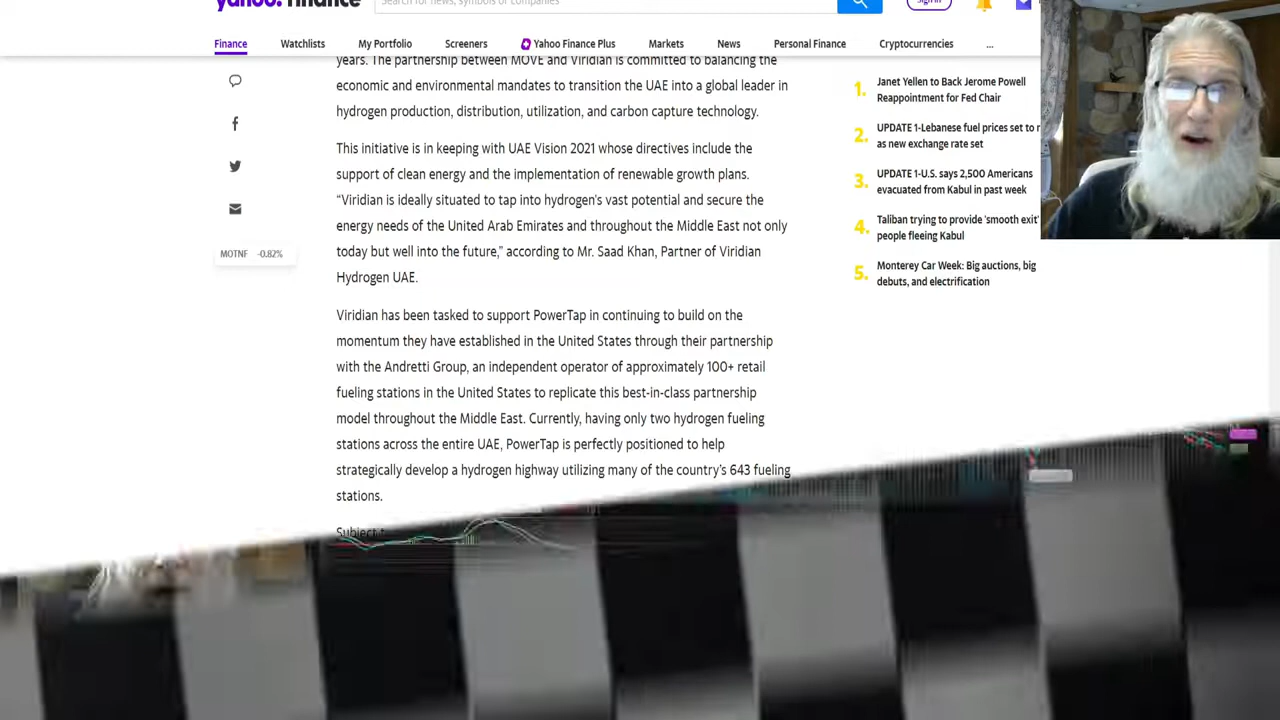 yahoo! finance
Search for news, symbols or companies
Sign in
Finance
Watchlists
My Portfolio
Screeners
Yahoo Finance Plus
Markets
News
Personal Finance
Cryptocurrencies
...
years. The partnership between MOVE and Viridian is committed to balancing the
economic and environmental mandates to transition the UAE into a global leader in
hydrogen production, distribution, utilization, and carbon capture technology.
This initiative is in keeping with UAE Vision 2021 whose directives include the
support of clean energy and the implementation of renewable growth plans.
“Viridian is ideally situated to tap into hydrogen's vast potential and secure the
energy needs of the United Arab Emirates and throughout the Middle East not only
today but well into the future,” according to Mr. Saad Khan, Partner of Viridian
Hydrogen UAE.
Viridian has been tasked to support PowerTap in continuing to build on the
momentum they have established in the United States through their partnership
with the Andretti Group, an independent operator of approximately 100+ retail
fueling stations in the United States to replicate this best-in-class partnership
model throughout the Middle East. Currently, having only two hydrogen fueling
stations across the entire UAE, PowerTap is perfectly positioned to help
strategically develop a hydrogen highway utilizing many of the country's 643 fueling
stations.
Subject
MOTNF -0.82%
1. Janet Yellen to Back Jerome Powell
Reappointment for Fed Chair
2. UPDATE 1-Lebanese fuel prices set to
as new exchange rate set
3. UPDATE 1-U.S. says 2,500 Americans
evacuated from Kabul in past week
4. Taliban trying to provide 'smooth exit'
people fleeing Kabul
5. Monterey Car Week: Big auctions, big
debuts, and electrification